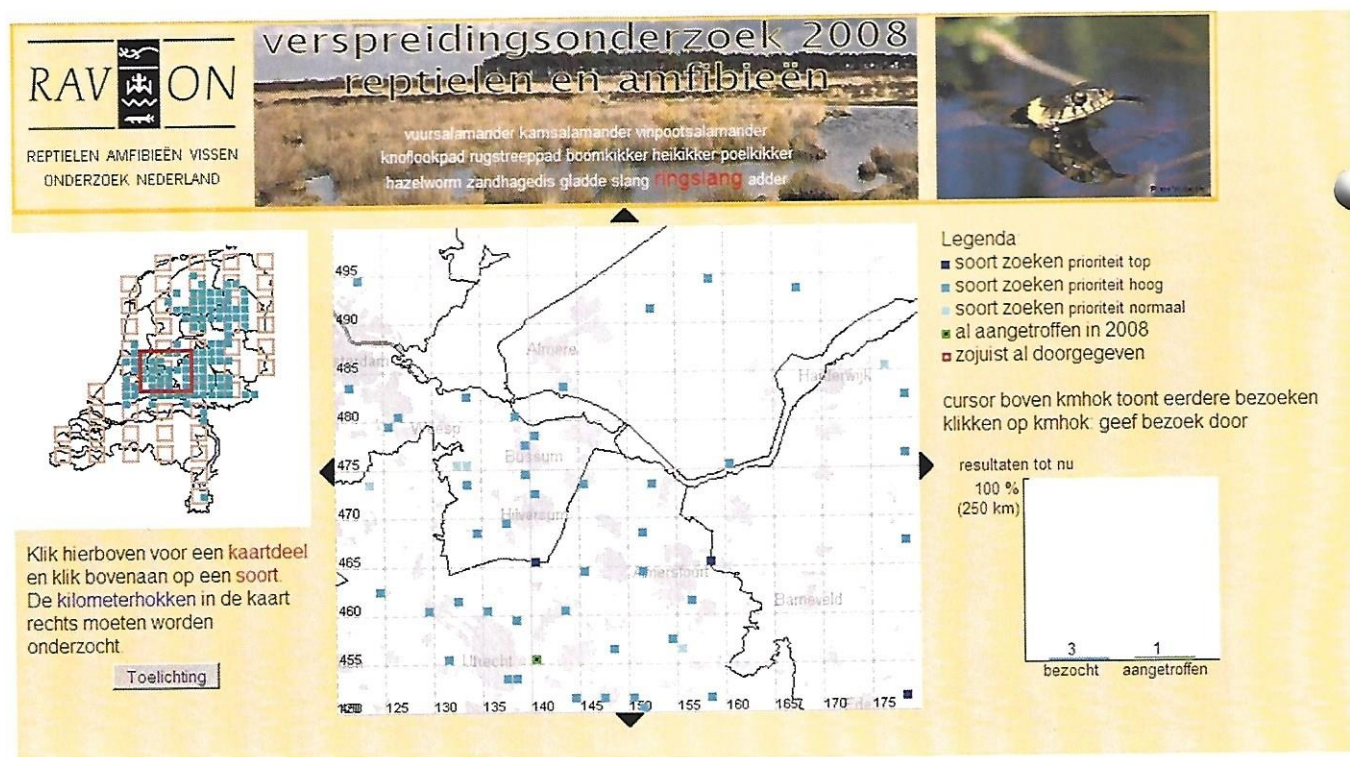 RAV ON
REPTIELEN AMFIBIEËN VISSEN
ONDERZOEK NEDERLAND
verspreidingsonderzoek 2008
reptielen en amfibieën
vuursalamander kamsalamander vinpootsalamander
knoflookpad rugstreeppad boomkikker heikikker poelkikker
hazelworm zandhagedis gladde slang ringslang adder
Klik hierboven voor een kaartdeel
en klik bovenaan op een soort.
De kilometerhokken in de kaart
rechts moeten worden
onderzocht.
Toelichting
495
490
485
480
475
470
465
460
455
125 130 135 140 145 150 155 160 165 170 175
Almere
Harderwijk
Bussum
Hilversum
Amersfoort
Barneveld
Utrecht
Ede
Legenda:
soort zoeken prioriteit top
soort zoeken prioriteit hoog
soort zoeken prioriteit normaal
al aangetroffen in 2008
zojuist al doorgegeven
cursor boven kmhok toont eerdere bezoeken
klikken op kmhok: geef bezoek door
resultaten tot nu
100 %
(250 km)
3 1
bezocht aangetroffen